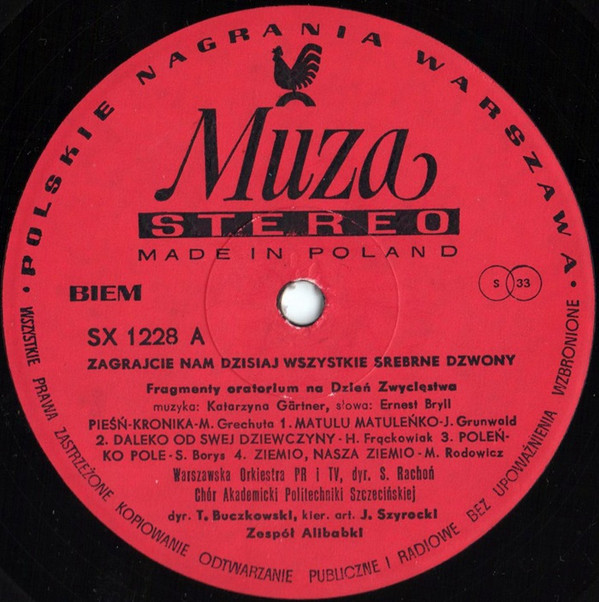 • POLSKIE NAGRANIA WARSZAWA •
Muza
STEREO
MADE IN POLAND
BIEM
S 33
SX 1228 A
ZAGRAJCIE NAM DZISIAJ WSZYSTKIE SREBRNE DZWONY
Fragmenty oratorium na Dzień Zwycięstwa
muzyka: Katarzyna Gärtner, słowa: Ernest Bryll
PIEŚŃ-KRONIKA-M. Grechuta 1. MATULU MATULEŃKO-J. Grunwald
2. DALEKO OD SWEJ DZIEWCZYNY - H. Frąckowiak 3. POLEŃ-
KO POLE - S. Borys 4. ZIEMIO, NASZA ZIEMIO - M. Rodowicz
Warszawska Orkiestra PR i TV, dyr. S. Rachoń
Chór Akademicki Politechniki Szczecińskiej
dyr. T. Buczkowski, kier. art. J. Szyrocki
Zespół Alibabki
WSZYSTKIE PRAWA ZASTRZEŻONE KOPIOWANIE ODTWARZANIE PUBLICZNE I RADIOWE BEZ UPOWAŻNIENIA WZBRONIONE